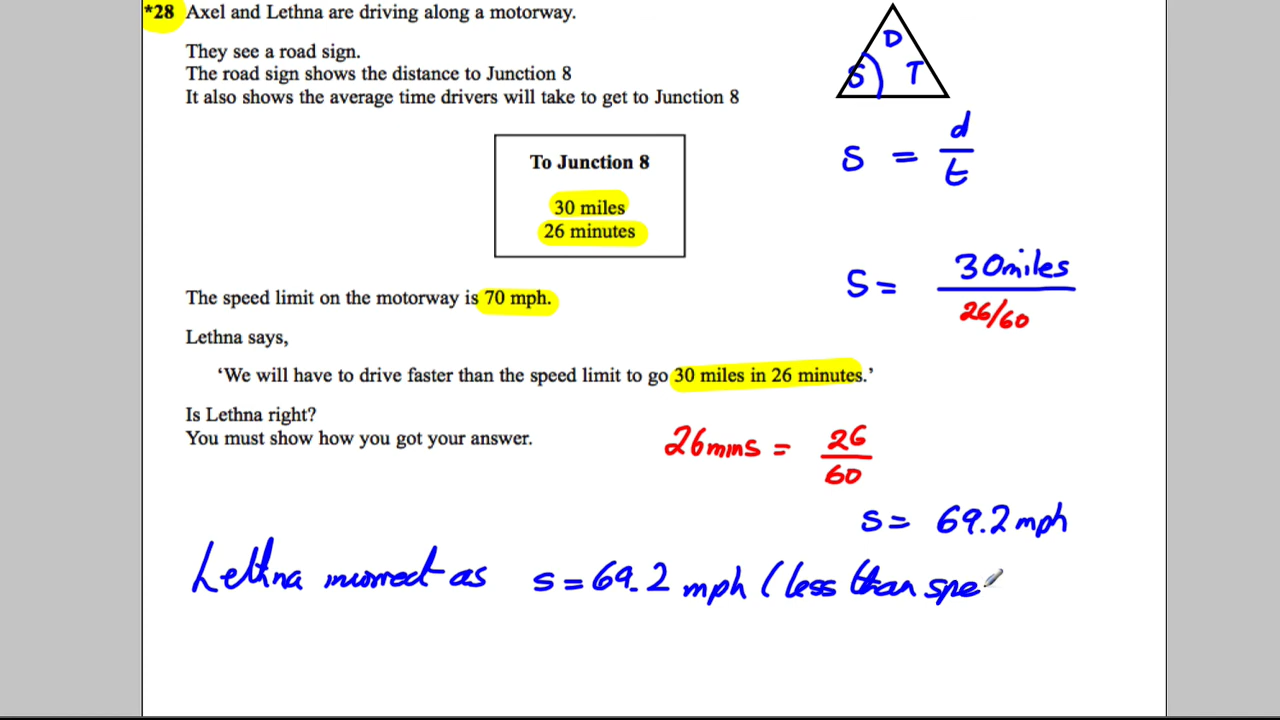 *28 Axel and Lethna are driving along a motorway.
They see a road sign.
The road sign shows the distance to Junction 8
It also shows the average time drivers will take to get to Junction 8
To Junction 8
30 miles
26 minutes
The speed limit on the motorway is 70 mph.
Lethna says,
‘We will have to drive faster than the speed limit to go 30 miles in 26 minutes.’
Is Lethna right?
You must show how you got your answer.
D
S T
S = d/t
S = 30miles
26/60
26mins = 26/60
S = 69.2 mph
Lethna incorrect as s = 69.2 mph (less than spe